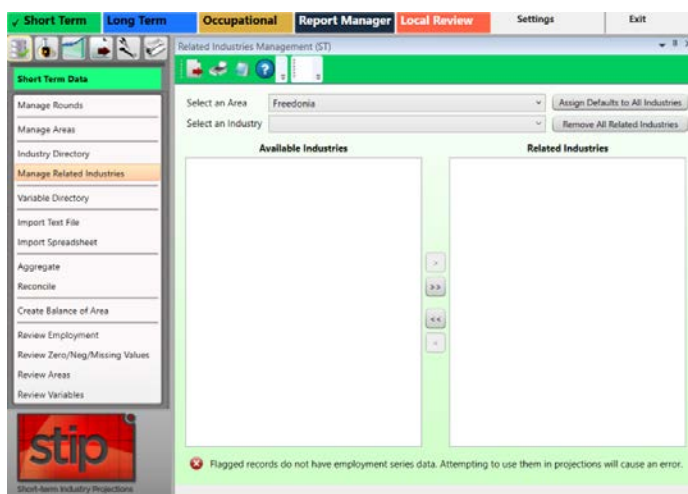 ✓ Short Term Long Term Occupational Report Manager Local Review Settings Exit
Related Industries Management (ST)
Short Term Data
Manage Rounds
Manage Areas
Industry Directory
Manage Related Industries
Variable Directory
Import Text File
Import Spreadsheet
Aggregate
Reconcile
Create Balance of Area
Review Employment
Review Zero/Neg/Missing Values
Review Areas
Review Variables
stip
Short-term Industry Projections
Select an Area Freedonia Assign Defaults to All Industries
Select an Industry Remove All Related Industries
Available Industries Related Industries
>
>>
<<
<
Flagged records do not have employment series data. Attempting to use them in projections will cause an error.